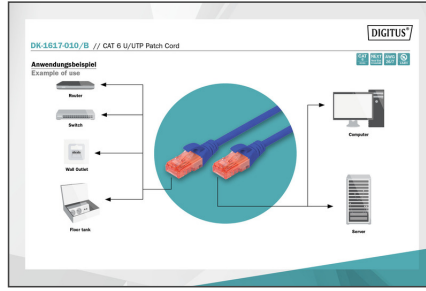 DIGITUS®
DK-1617-010/B // CAT 6 U/UTP Patch Cord
Anwendungsbeispiel
Example of use
CAT
Router
Switch
Wall Outlet
Floor tank
Computer
Server